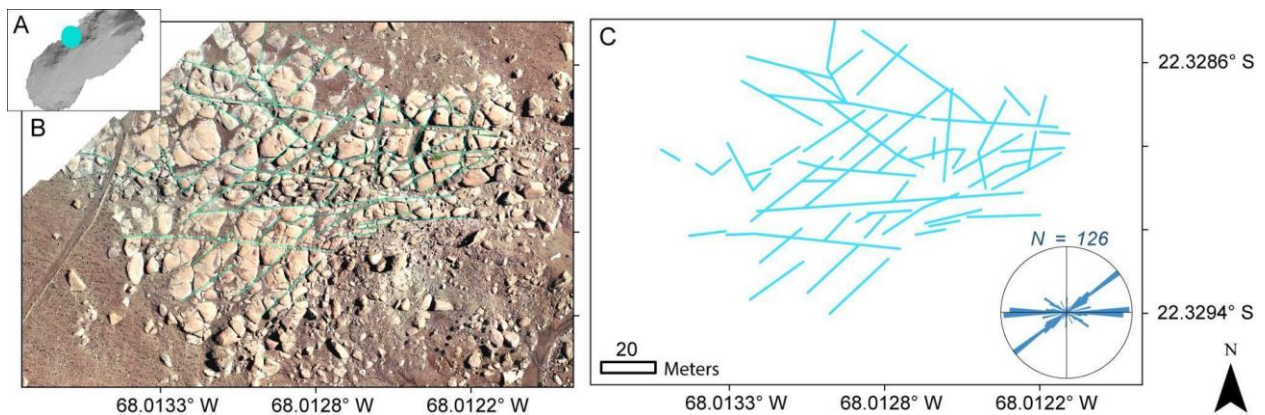 A
B
C
22.3286° S
N = 126
22.3294° S
20
Meters
N
68.0133° W
68.0128° W
68.0122° W
68.0133° W
68.0128° W
68.0122° W